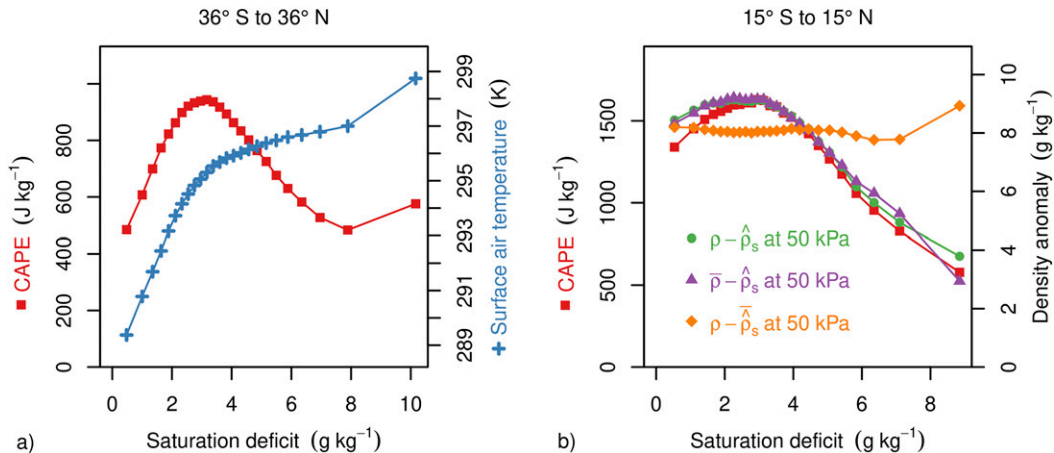 36° S to 36° N
0 200 400 600 800
■ CAPE (J kg⁻¹)
289 291 293 295 297 299
+ Surface air temperature (K)
0 2 4 6 8 10
Saturation deficit (g kg⁻¹)
a)
15° S to 15° N
0 500 1000 1500
■ CAPE (J kg⁻¹)
ρ − ρ̂ₛ at 50 kPa
ρ̅ − ρ̂ₛ at 50 kPa
ρ − ρ̂̅ₛ at 50 kPa
0 2 4 6 8 10
Density anomaly (g kg⁻¹)
0 2 4 6 8
Saturation deficit (g kg⁻¹)
b)